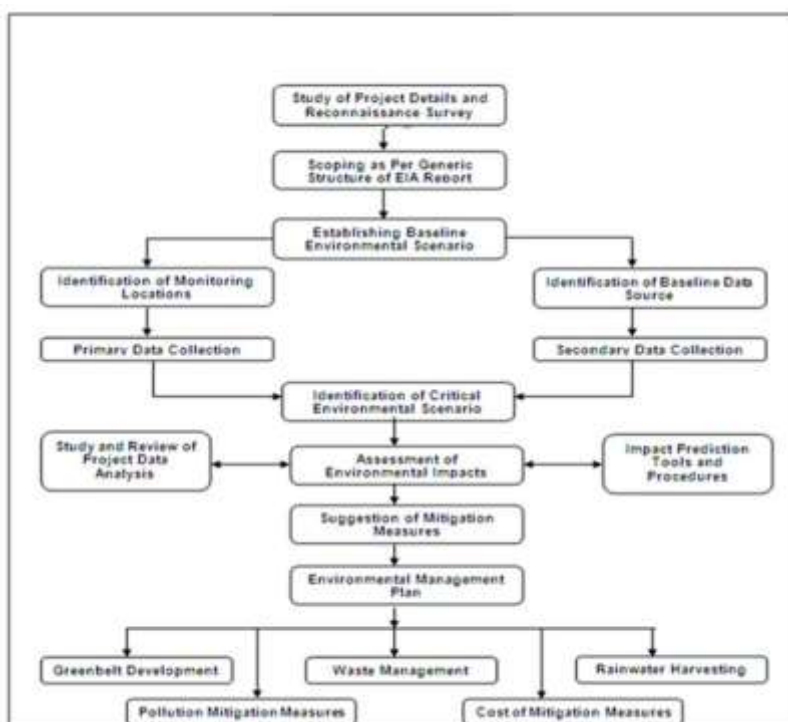 Study of Project Details and
Reconnaissance Survey
Scoping as Per Generic
Structure of EIA Report
Establishing Baseline
Environmental Scenario
Identification of Monitoring
Locations
Identification of Baseline Data
Source
Primary Data Collection
Secondary Data Collection
Identification of Critical
Environmental Scenario
Study and Review of
Project Data
Analysis
Assessment of
Environmental Impacts
Impact Prediction
Tools and
Procedures
Suggestion of Mitigation
Measures
Environmental Management
Plan
Greenbelt Development
Waste Management
Rainwater Harvesting
Pollution Mitigation Measures
Cost of Mitigation Measures